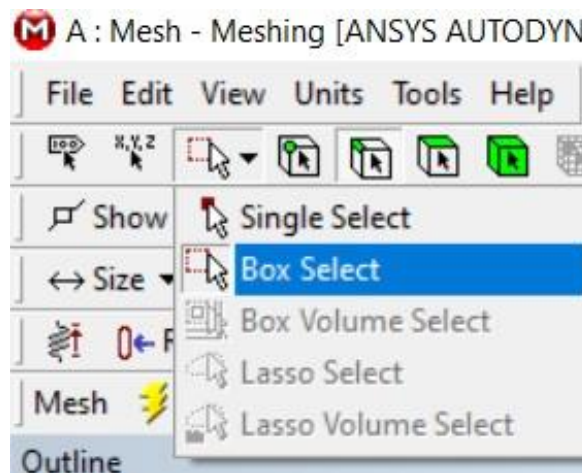 A : Mesh - Meshing [ANSYS AUTODYN
File Edit View Units Tools Help
X,Y,Z
Show
Single Select
Size
Box Select
Box Volume Select
Lasso Select
Mesh
Lasso Volume Select
Outline